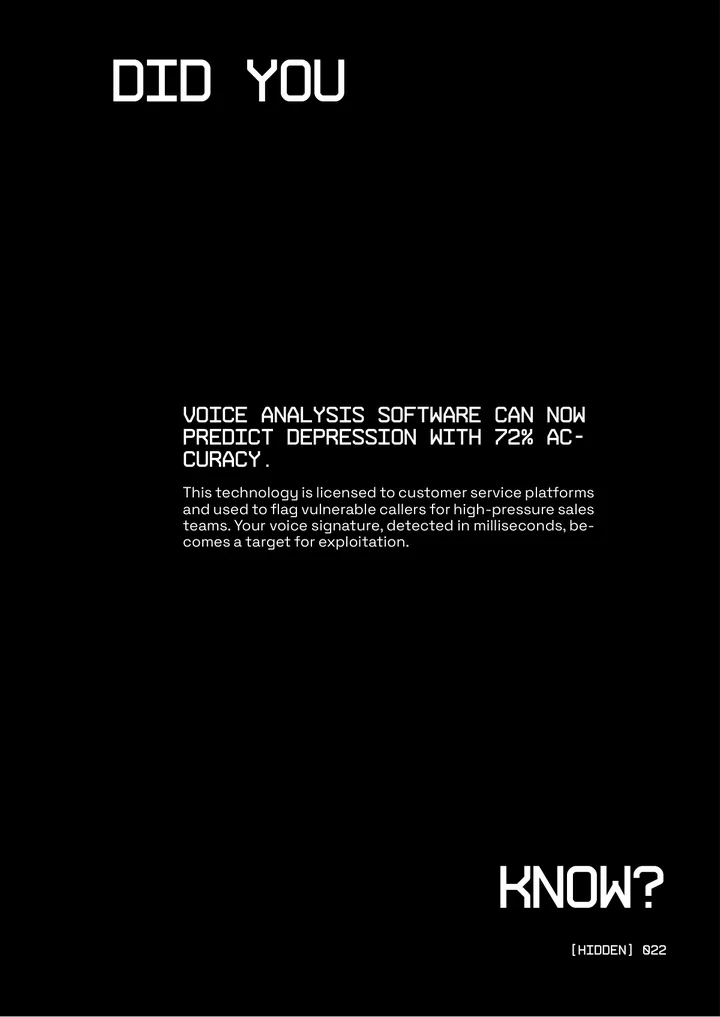 DID YOU
VOICE ANALYSIS SOFTWARE CAN NOW
PREDICT DEPRESSION WITH 72% AC-
CURACY.
This technology is licensed to customer service platforms
and used to flag vulnerable callers for high-pressure sales
teams. Your voice signature, detected in milliseconds, be-
comes a target for exploitation.
KNOW?
[HIDDEN] 022